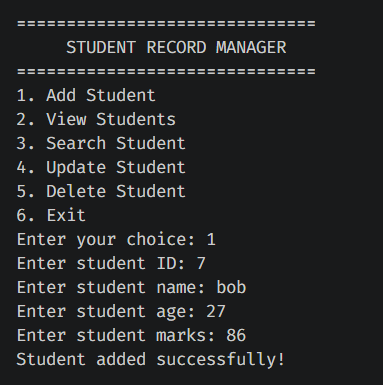 ==============================
     STUDENT RECORD MANAGER
==============================
1. Add Student
2. View Students
3. Search Student
4. Update Student
5. Delete Student
6. Exit
Enter your choice: 1
Enter student ID: 7
Enter student name: bob
Enter student age: 27
Enter student marks: 86
Student added successfully!